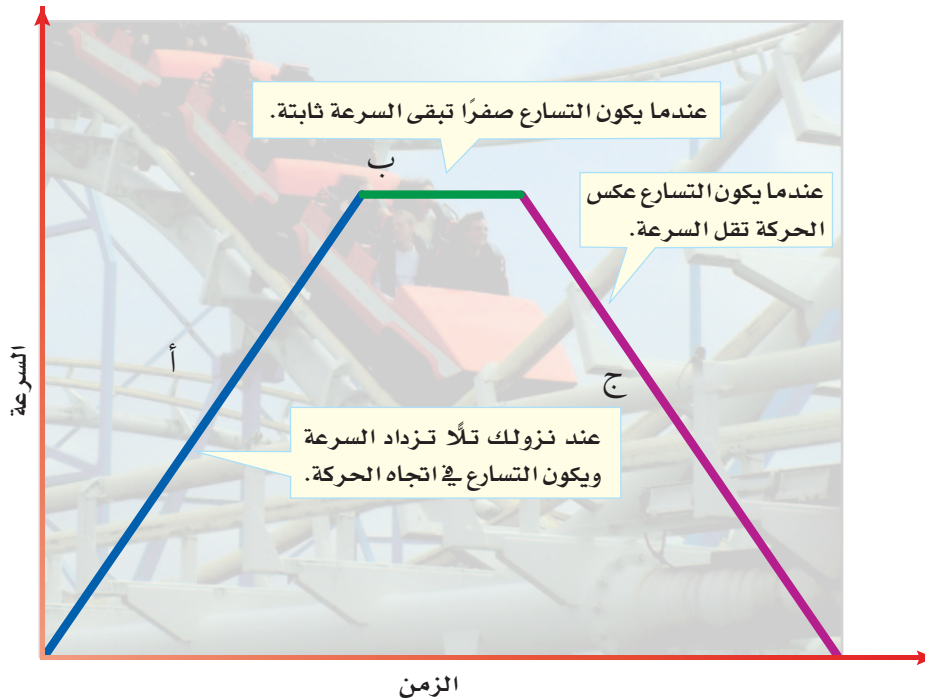 عندما يكون التسارع صفرًا تبقى السرعة ثابتة.
ب
عندما يكون التسارع عكس
الحركة تقل السرعة.
أ
ج
السرعة
عند نزولك تلًّا تزداد السرعة
ويكون التسارع في اتجاه الحركة.
الزمن